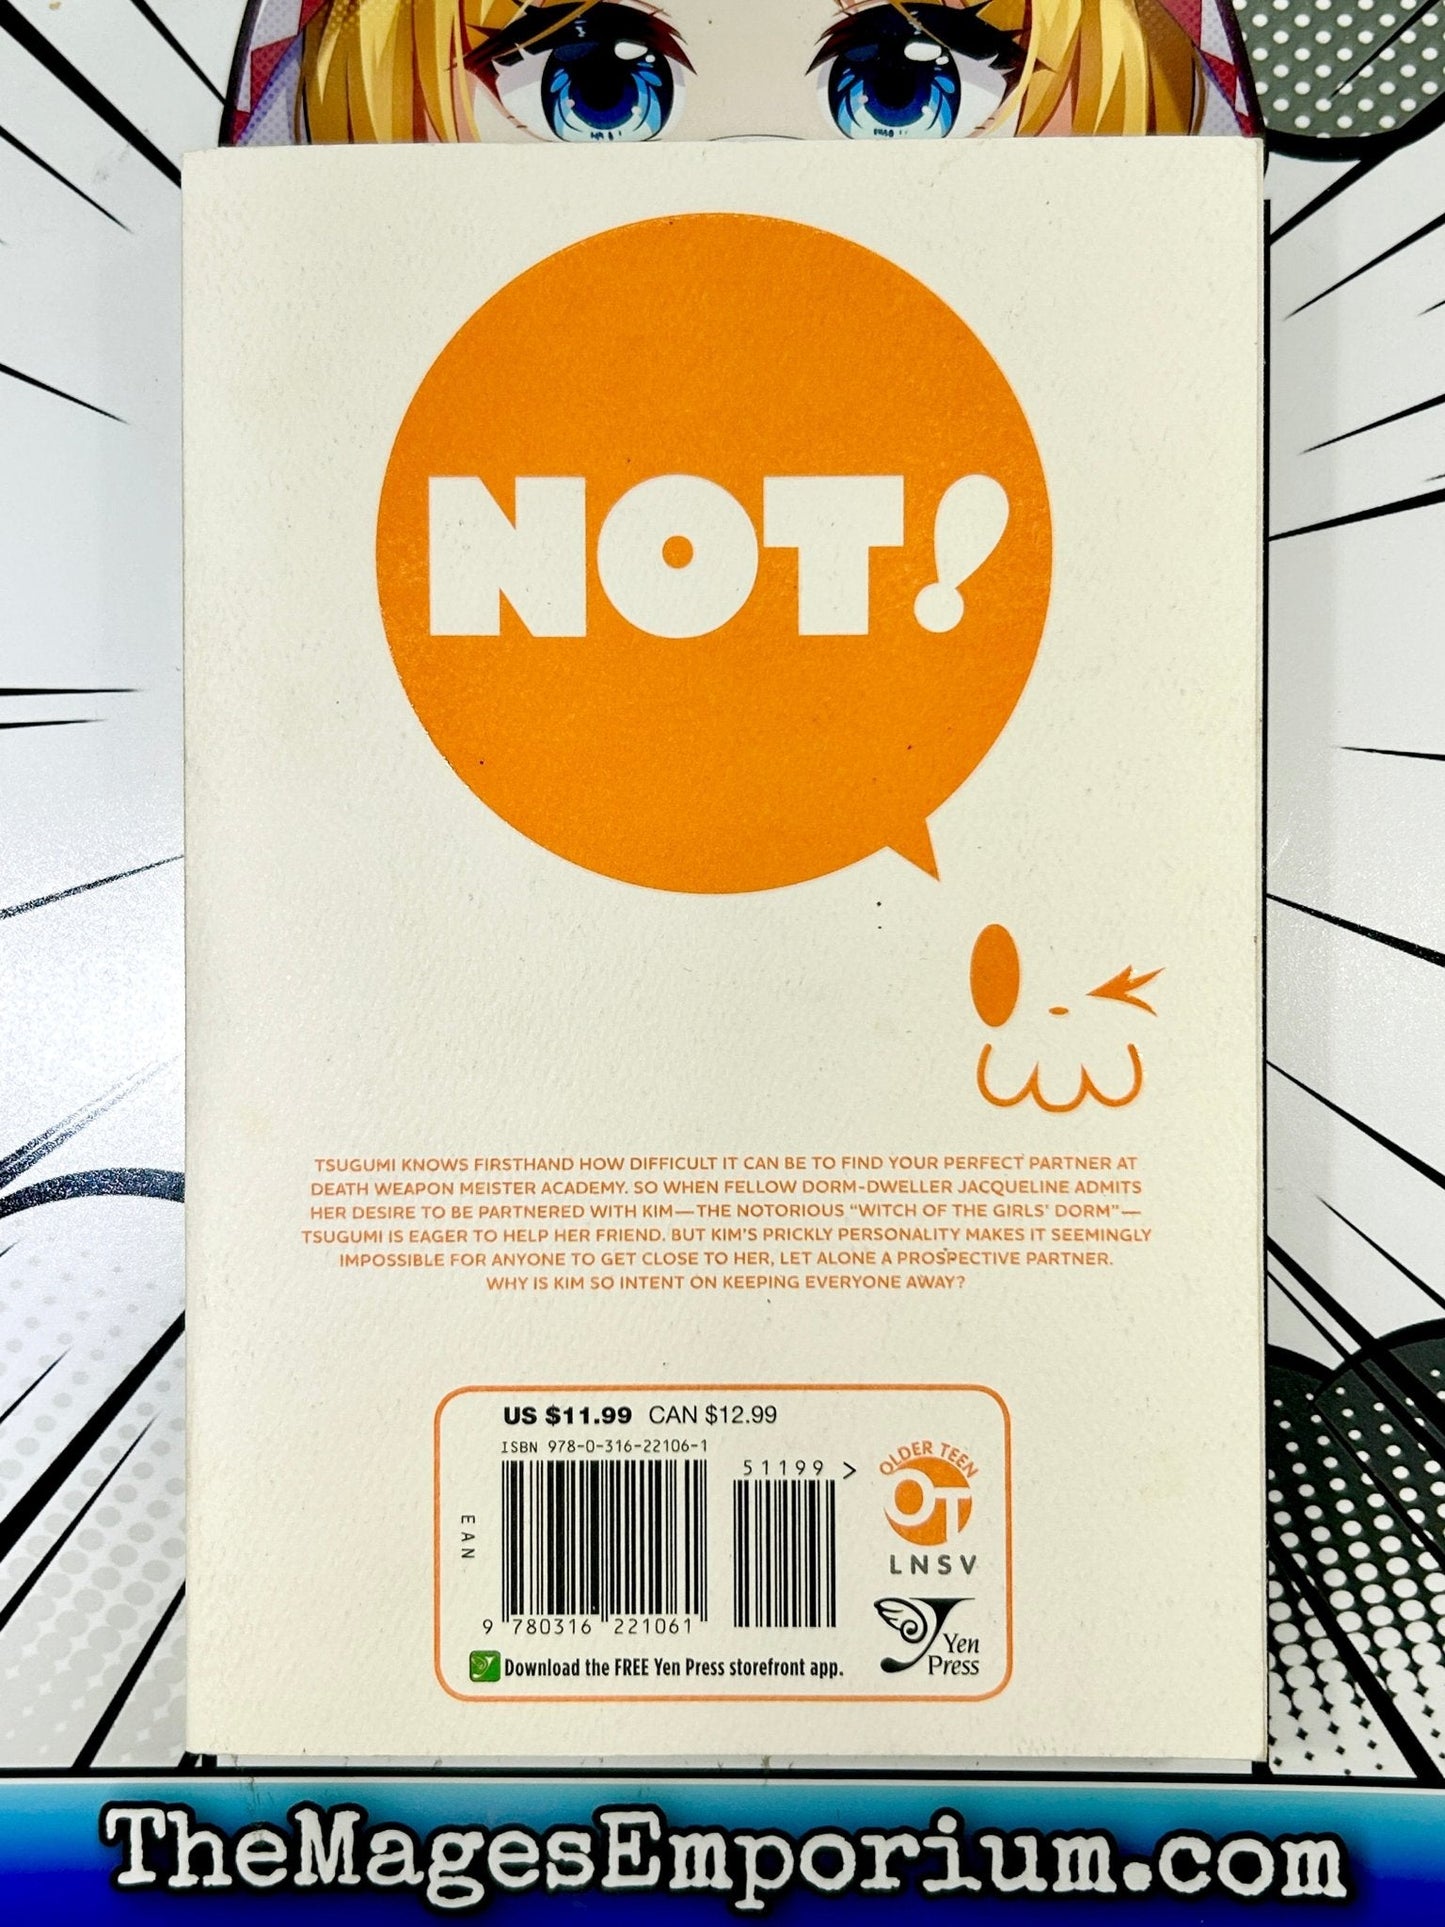 NOT!
TSUGUMI KNOWS FIRSTHAND HOW DIFFICULT IT CAN BE TO FIND YOUR PERFECT PARTNER AT
DEATH WEAPON MEISTER ACADEMY. SO WHEN FELLOW DORM-DWELLER JACQUELINE ADMITS
HER DESIRE TO BE PARTNERED WITH KIM—THE NOTORIOUS “WITCH OF THE GIRLS’ DORM”—
TSUGUMI IS EAGER TO HELP HER FRIEND. BUT KIM’S PRICKLY PERSONALITY MAKES IT SEEMINGLY
IMPOSSIBLE FOR ANYONE TO GET CLOSE TO HER, LET ALONE A PROSPECTIVE PARTNER.
WHY IS KIM SO INTENT ON KEEPING EVERYONE AWAY?
US $11.99 CAN $12.99
ISBN 978-0-316-22106-1
51199 >
EAN
9 780316 221061
OLDER TEEN
OT
LNSV
Yen
Press
Download the FREE Yen Press storefront app.
TheMagesEmporium.com